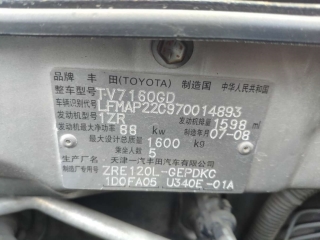 品牌 丰田(TOYOTA) 制造国 中华人民共和国
整车型号 TV7160GD
车辆识别代号 LFMAP22C970014893
发动机型号 1ZR 发动机排量 1598 ml
发动机最大净功率 88 kw 制造年月 07-08
最大设计总质量 1600 kg
乘坐人数 5
生产厂名 天津一汽丰田汽车有限公司
ZRE120L-GEPDKC
1D0FA05 U340E-01A